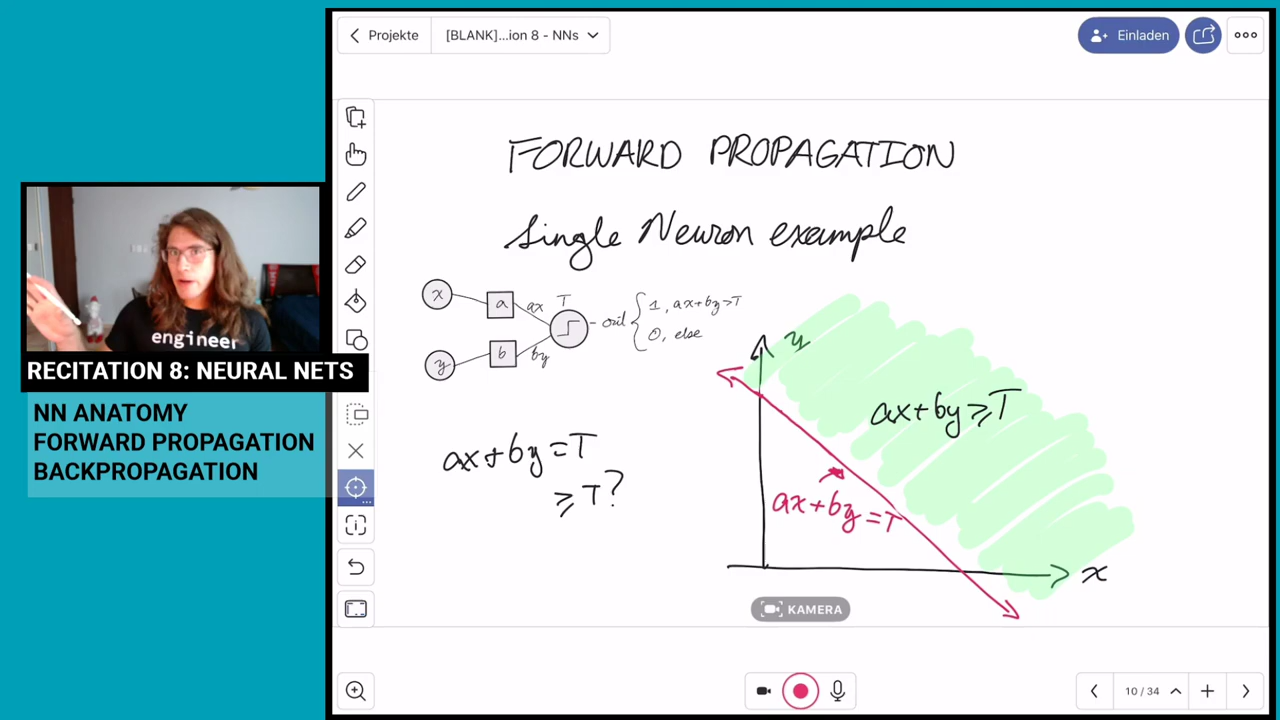 Projekte
[BLANK]...ion 8 - NNs
Einladen
FORWARD PROPAGATION
Single Neuron example
x
a
ax
T
out { 1, ax+by≥T
0, else
y
b
by
ax+by=T
≥T?
y
ax+by≥T
ax+by=T
x
KAMERA
10 / 34
engineer
RECITATION 8: NEURAL NETS
NN ANATOMY
FORWARD PROPAGATION
BACKPROPAGATION